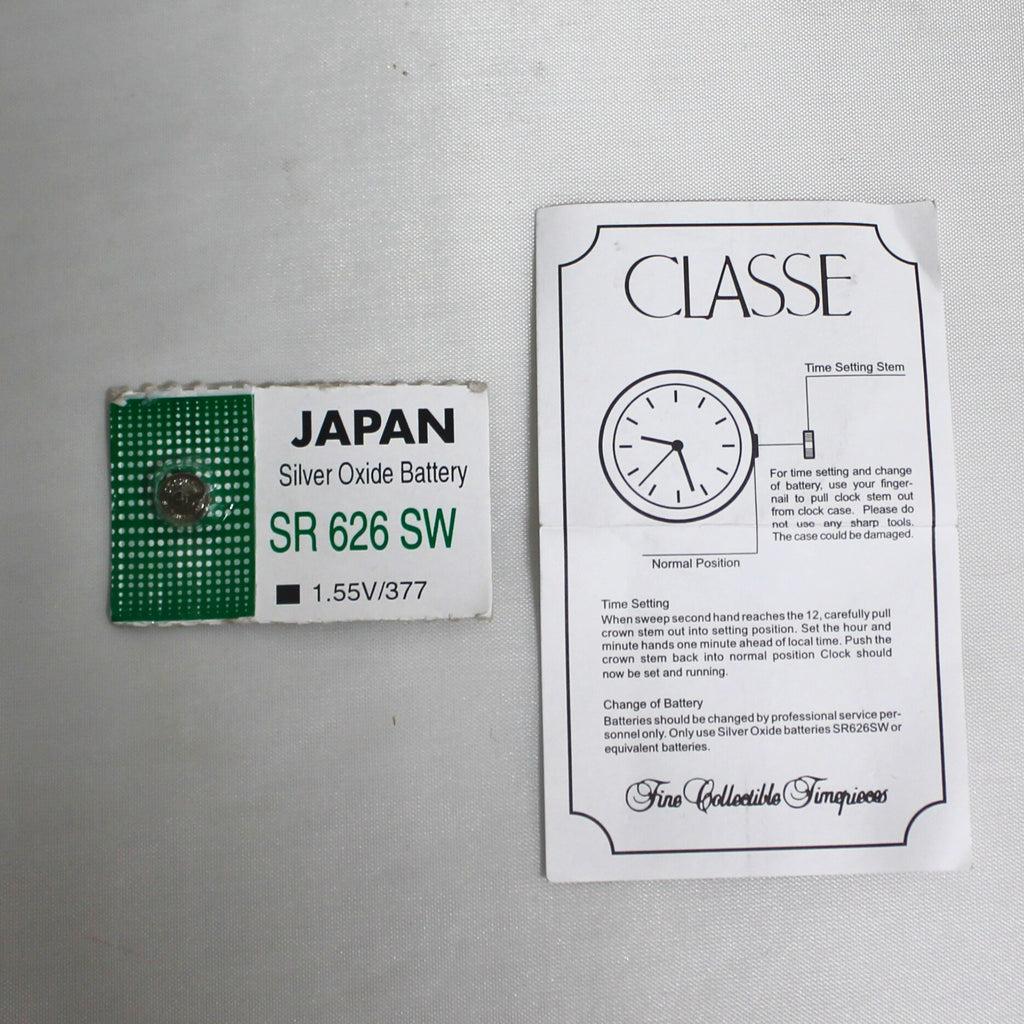 JAPAN
Silver Oxide Battery
SR 626 SW
1.55V/377
CLASSE
Time Setting Stem
For time setting and change
of battery, use your finger-
nail to pull clock stem out
from clock case. Please do
not use any sharp tools.
The case could be damaged.
Normal Position
Time Setting
When sweep second hand reaches the 12, carefully pull
crown stem out into setting position. Set the hour and
minute hands one minute ahead of local time. Push the
crown stem back into normal position Clock should
now be set and running.
Change of Battery
Batteries should be changed by professional service per-
sonnel only. Only use Silver Oxide batteries SR626SW or
equivalent batteries.
Fine Collectible Timepieces